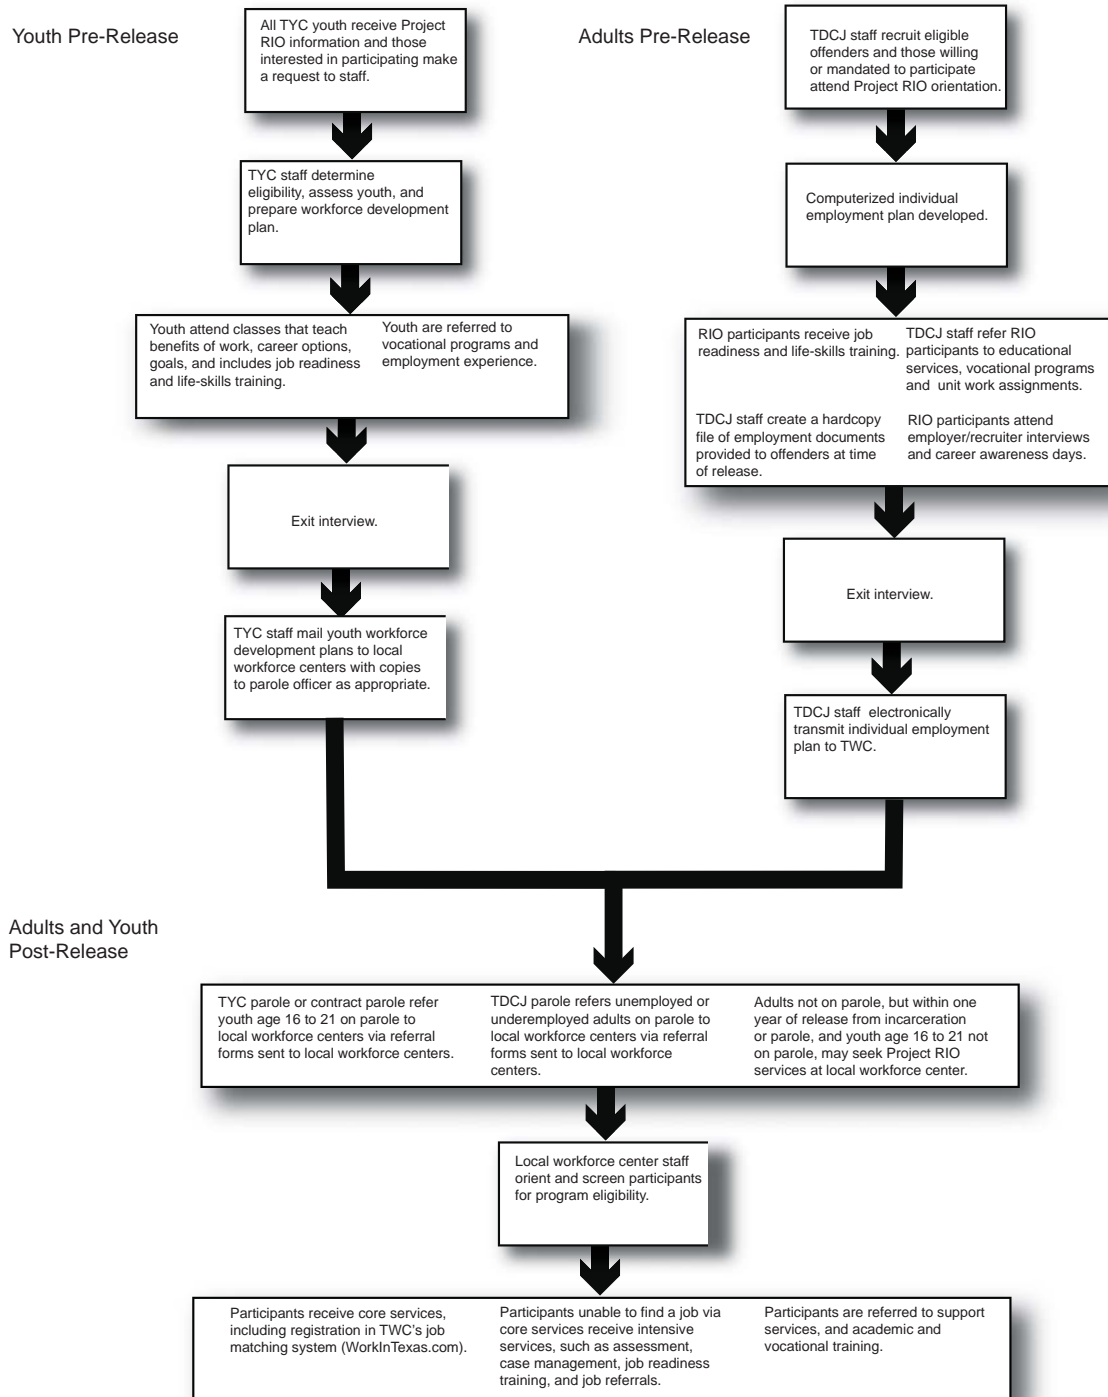 Youth Pre-Release
All TYC youth receive Project
RIO information and those
interested in participating make
a request to staff.
TYC staff determine
eligibility, assess youth, and
prepare workforce development
plan.
Youth attend classes that teach
benefits of work, career options,
goals, and includes job readiness
and life-skills training.
Youth are referred to
vocational programs and
employment experience.
Exit interview.
TYC staff mail youth workforce
development plans to local
workforce centers with copies
to parole officer as appropriate.
Adults Pre-Release
TDCJ staff recruit eligible
offenders and those willing
or mandated to participate
attend Project RIO orientation.
Computerized individual
employment plan developed.
RIO participants receive job
readiness and life-skills training.
TDCJ staff refer RIO
participants to educational
services, vocational programs
and unit work assignments.
TDCJ staff create a hardcopy
file of employment documents
provided to offenders at time
of release.
RIO participants attend
employer/recruiter interviews
and career awareness days.
Exit interview.
TDCJ staff electronically
transmit individual employment
plan to TWC.
Adults and Youth
Post-Release
TYC parole or contract parole refer
youth age 16 to 21 on parole to
local workforce centers via referral
forms sent to local workforce centers.
TDCJ parole refers unemployed or
underemployed adults on parole to
local workforce centers via referral
forms sent to local workforce
centers.
Adults not on parole, but within one
year of release from incarceration
or parole, and youth age 16 to 21 not
on parole, may seek Project RIO
services at local workforce center.
Local workforce center staff
orient and screen participants
for program eligibility.
Participants receive core services,
including registration in TWC's job
matching system (WorkInTexas.com).
Participants unable to find a job via
core services receive intensive
services, such as assessment,
case management, job readiness
training, and job referrals.
Participants are referred to support
services, and academic and
vocational training.